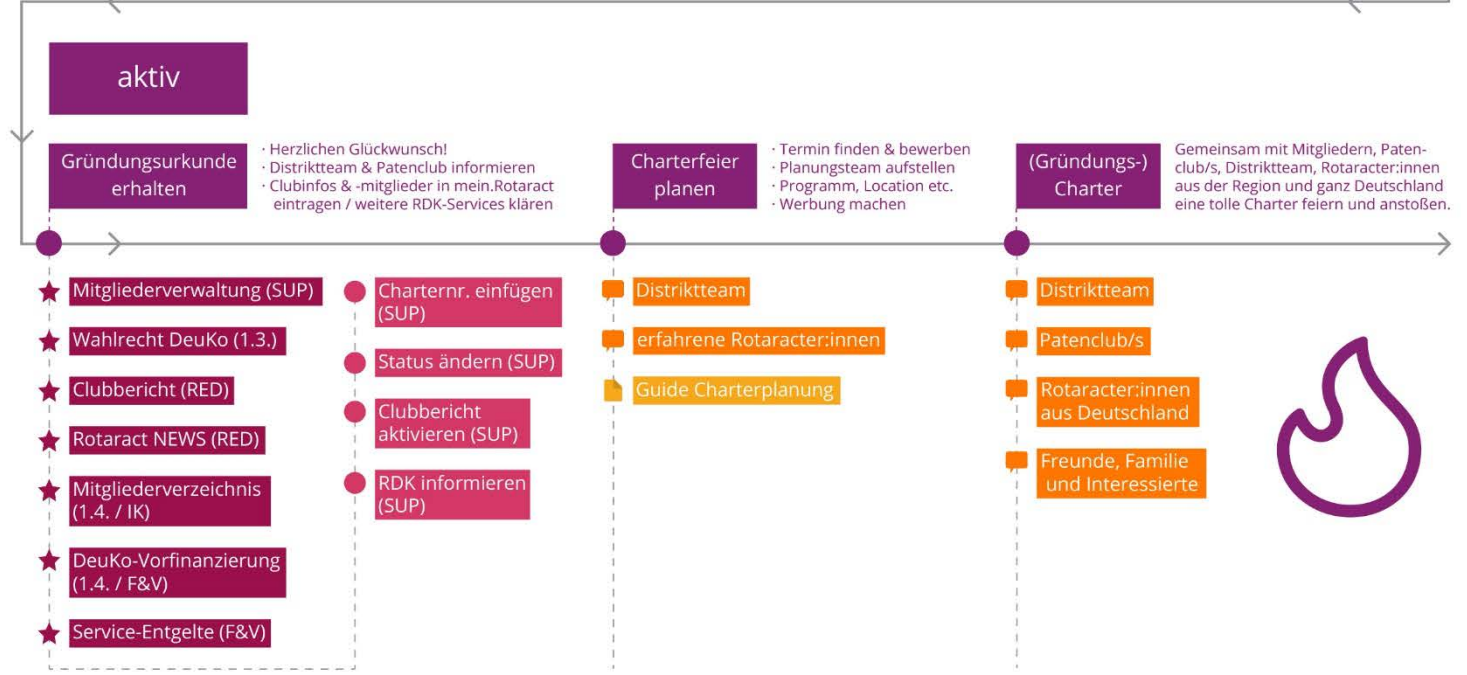 aktiv
Gründungsurkunde
erhalten
· Herzlichen Glückwunsch!
· Distriktteam & Patenclub informieren
· Clubinfos & -mitglieder in mein.Rotaract
eintragen / weitere RDK-Services klären
Charterfeier
planen
· Termin finden & bewerben
· Planungsteam aufstellen
· Programm, Location etc.
· Werbung machen
(Gründungs-)
Charter
Gemeinsam mit Mitgliedern, Paten-
club/s, Distriktteam, Rotaracter:innen
aus der Region und ganz Deutschland
eine tolle Charter feiern und anstoßen.
Mitgliederverwaltung (SUP)
Wahlrecht DeuKo (1.3.)
Clubbericht (RED)
Rotaract NEWS (RED)
Mitgliederverzeichnis
(1.4. / IK)
DeuKo-Vorfinanzierung
(1.4. / F&V)
Service-Entgelte (F&V)
Charternr. einfügen
(SUP)
Status ändern (SUP)
Clubbericht
aktivieren (SUP)
RDK informieren
(SUP)
Distriktteam
erfahrene Rotaracter:innen
Guide Charterplanung
Distriktteam
Patenclub/s
Rotaracter:innen
aus Deutschland
Freunde, Familie
und Interessierte